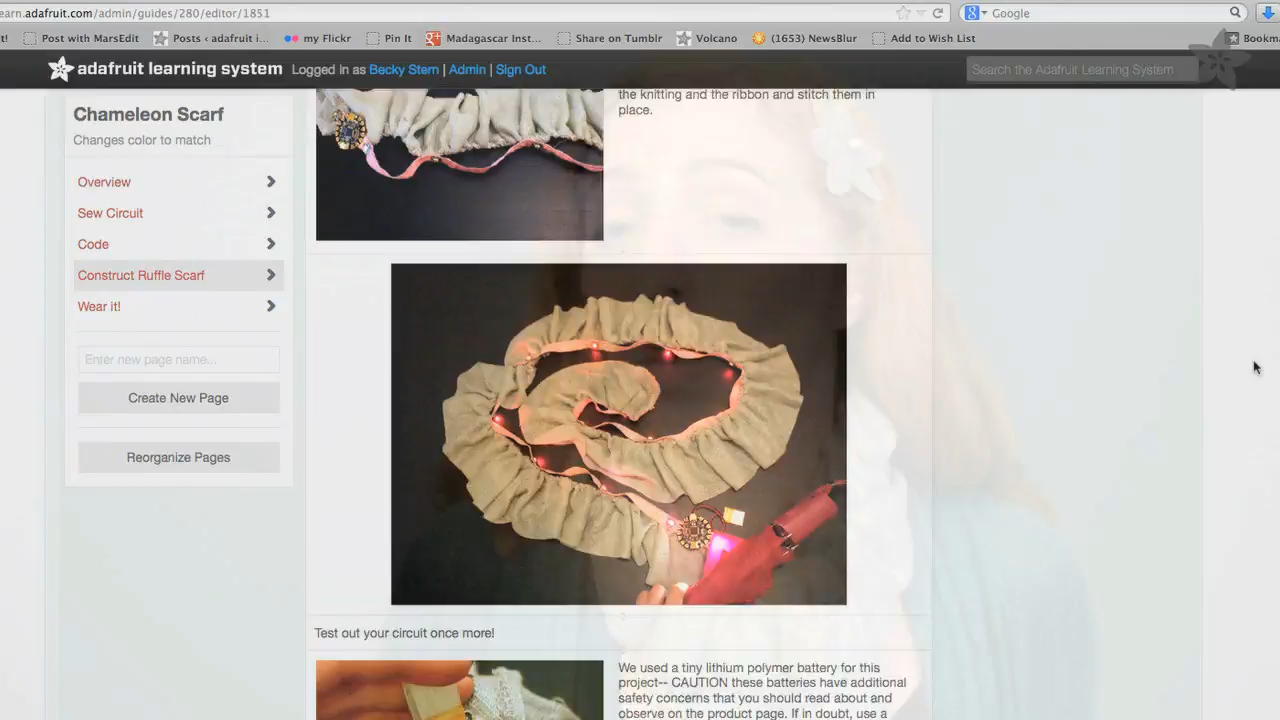 earn.adafruit.com/admin/guides/280/editor/1851
Google
t!
Post with MarsEdit
Posts ‹ adafruit i...
my Flickr
Pin It
Madagascar Inst...
Share on Tumblr
Volcano
(1653) NewsBlur
Add to Wish List
Bookma
adafruit learning system
Logged in as Becky Stern | Admin | Sign Out
Search the Adafruit Learning System
Chameleon Scarf
Changes color to match
Overview
Sew Circuit
Code
Construct Ruffle Scarf
Wear it!
Enter new page name...
Create New Page
Reorganize Pages
the knitting and the ribbon and stitch them in
place.
Test out your circuit once more!
We used a tiny lithium polymer battery for this
project-- CAUTION these batteries have additional
safety concerns that you should read about and
observe on the product page. If in doubt, use a